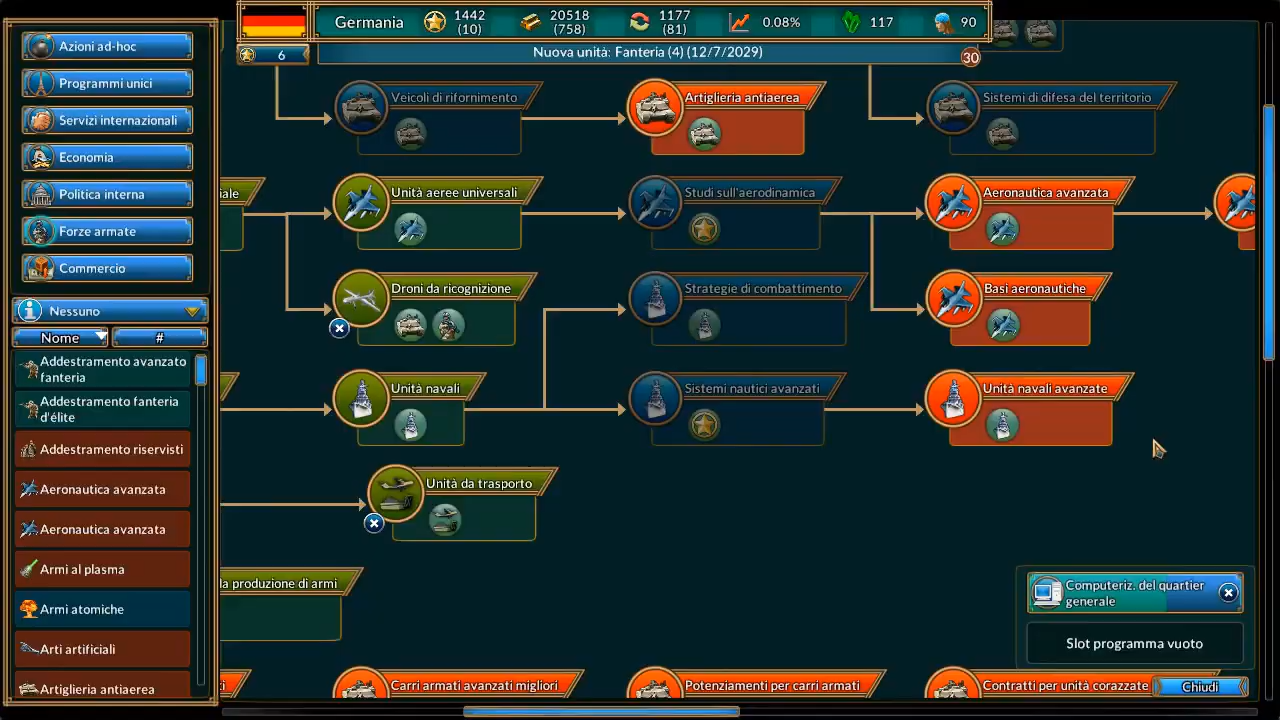 Germania
1442
(10)
20518
(758)
1177
(81)
0.08%
117
90
6
Nuova unità: Fanteria (4) (12/7/2029)
30
Azioni ad-hoc
Programmi unici
Servizi internazionali
Economia
Politica interna
Forze armate
Commercio
Nessuno
Nome
#
Addestramento avanzato
fanteria
Addestramento fanteria
d'élite
Addestramento riservisti
Aeronautica avanzata
Aeronautica avanzata
Armi al plasma
Armi atomiche
Arti artificiali
Artiglieria antiaerea
Veicoli di rifornimento
Artiglieria antiaerea
Sistemi di difesa del territorio
iale
Unità aeree universali
Studi sull'aerodinamica
Aeronautica avanzata
Droni da ricognizione
Strategie di combattimento
Basi aeronautiche
Unità navali
Sistemi nautici avanzati
Unità navali avanzate
Unità da trasporto
la produzione di armi
Computeriz. del quartier
generale
Slot programma vuoto
ti
Carri armati avanzati migliori
Potenziamenti per carri armati
Contratti per unità corazzate
Chiudi